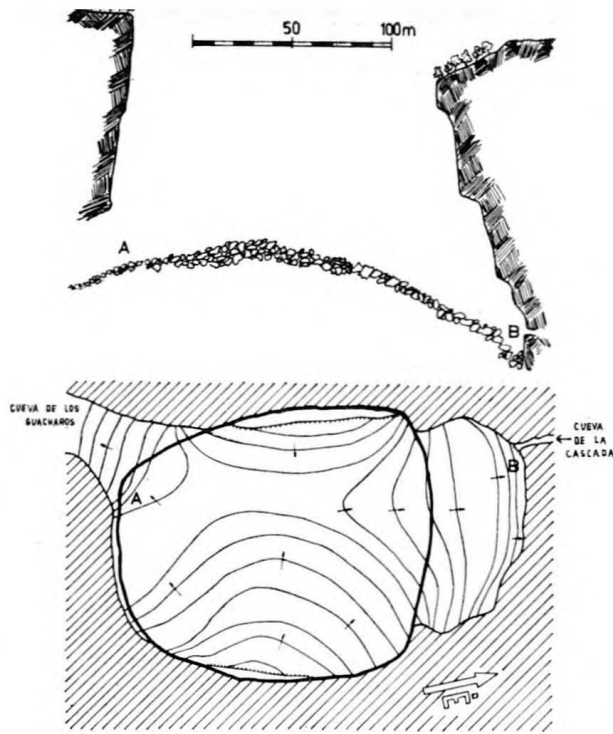 50
100m
A
B
CUEVA DE LOS
GUACHAROS
A
B
CUEVA
DE LA
CASCADA